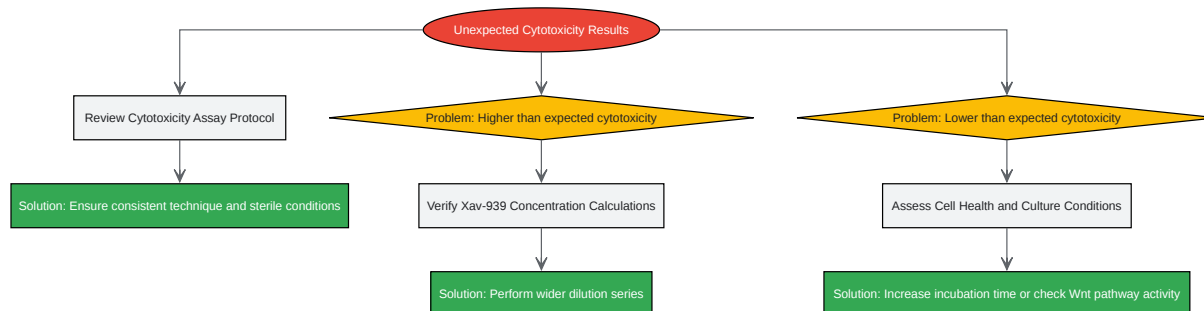 Unexpected Cytotoxicity Results
Review Cytotoxicity Assay Protocol
Problem: Higher than expected cytotoxicity
Problem: Lower than expected cytotoxicity
Solution: Ensure consistent technique and sterile conditions
Verify Xav-939 Concentration Calculations
Assess Cell Health and Culture Conditions
Solution: Perform wider dilution series
Solution: Increase incubation time or check Wnt pathway activity